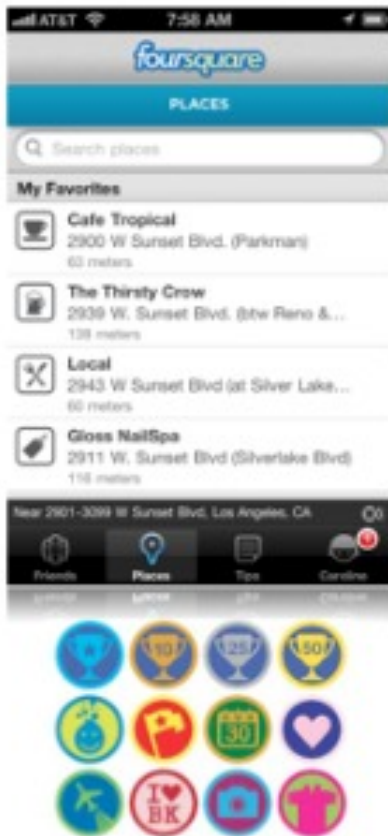 AT&T 7:58 AM
foursquare
PLACES
Search places
My Favorites
Cafe Tropical
2900 W Sunset Blvd. (Parkman)
63 meters
The Thirsty Crow
2939 W. Sunset Blvd. (btw Reno &...
138 meters
Local
2943 W Sunset Blvd (at Silver Lake...
60 meters
Gloss NailSpa
2911 W. Sunset Blvd (Silverlake Blvd)
116 meters
Near 2901-3099 W Sunset Blvd, Los Angeles, CA
Friends Places Tips Caroline
10 25 50
30
I ♥
BK